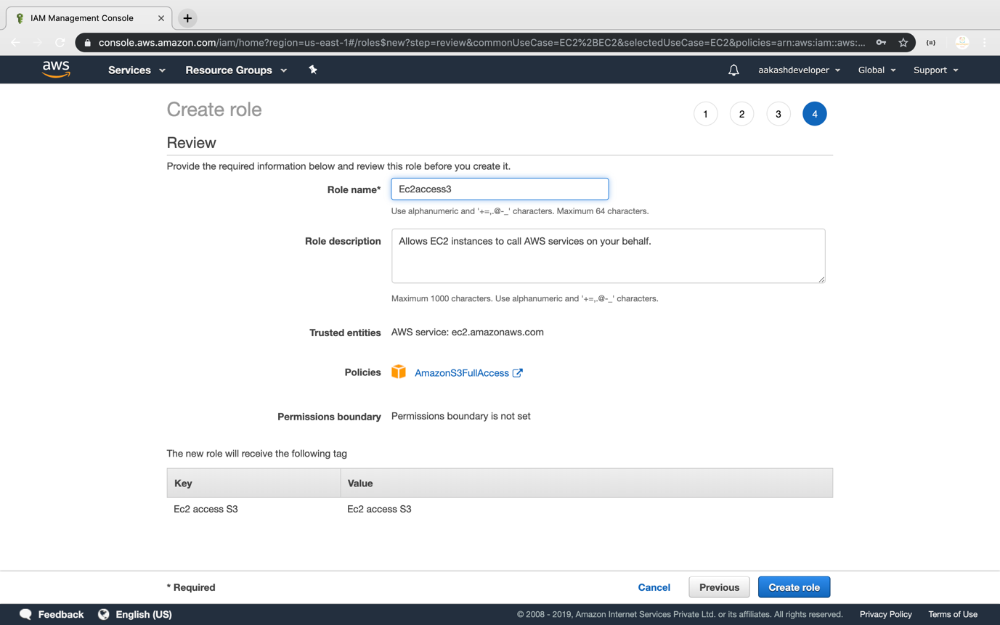 IAM Management Console
console.aws.amazon.com/iam/home?region=us-east-1#/roles$new?step=review&commonUseCase=EC2%2BEC2&selectedUseCase=EC2&policies=arn:aws:iam::aws:...
aws Services Resource Groups aakashdeveloper Global Support
Create role 1 2 3 4
Review
Provide the required information below and review this role before you create it.
Role name* Ec2access3
Use alphanumeric and '+=,.@-_' characters. Maximum 64 characters.
Role description Allows EC2 instances to call AWS services on your behalf.
Maximum 1000 characters. Use alphanumeric and '+=,.@-_' characters.
Trusted entities AWS service: ec2.amazonaws.com
Policies AmazonS3FullAccess
Permissions boundary Permissions boundary is not set
The new role will receive the following tag
Key Value
Ec2 access S3 Ec2 access S3
* Required Cancel Previous Create role
Feedback English (US) © 2008 - 2019, Amazon Internet Services Private Ltd. or its affiliates. All rights reserved. Privacy Policy Terms of Use